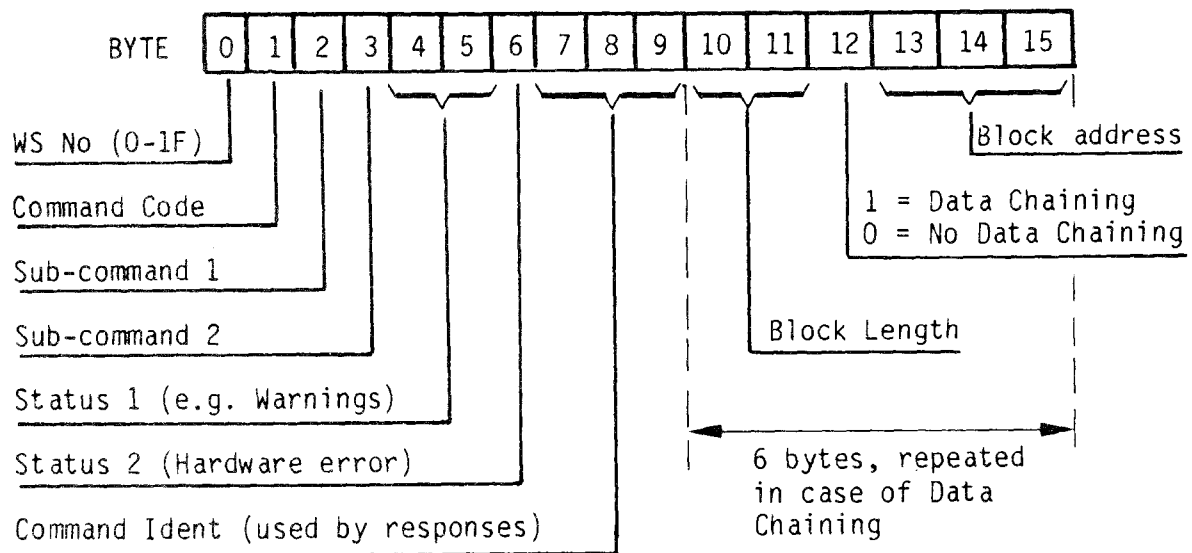 BYTE 0 1 2 3 4 5 6 7 8 9 10 11 12 13 14 15
WS No (0-1F)
Block address
Command Code
1 = Data Chaining
0 = No Data Chaining
Sub-command 1
Sub-command 2
Block Length
Status 1 (e.g. Warnings)
Status 2 (Hardware error)
6 bytes, repeated
in case of Data
Chaining
Command Ident (used by responses)